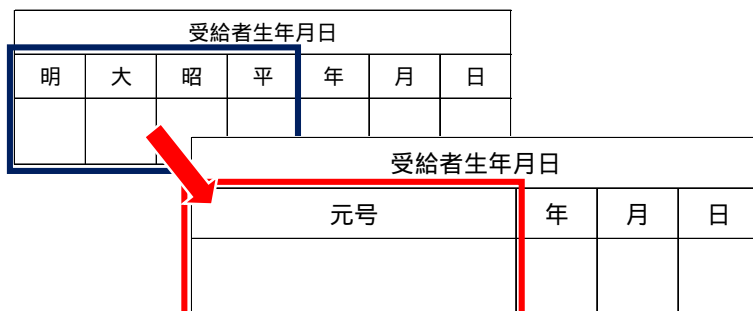 受給者生年月日
明 大 昭 平 年 月 日
受給者生年月日
元号 年 月 日